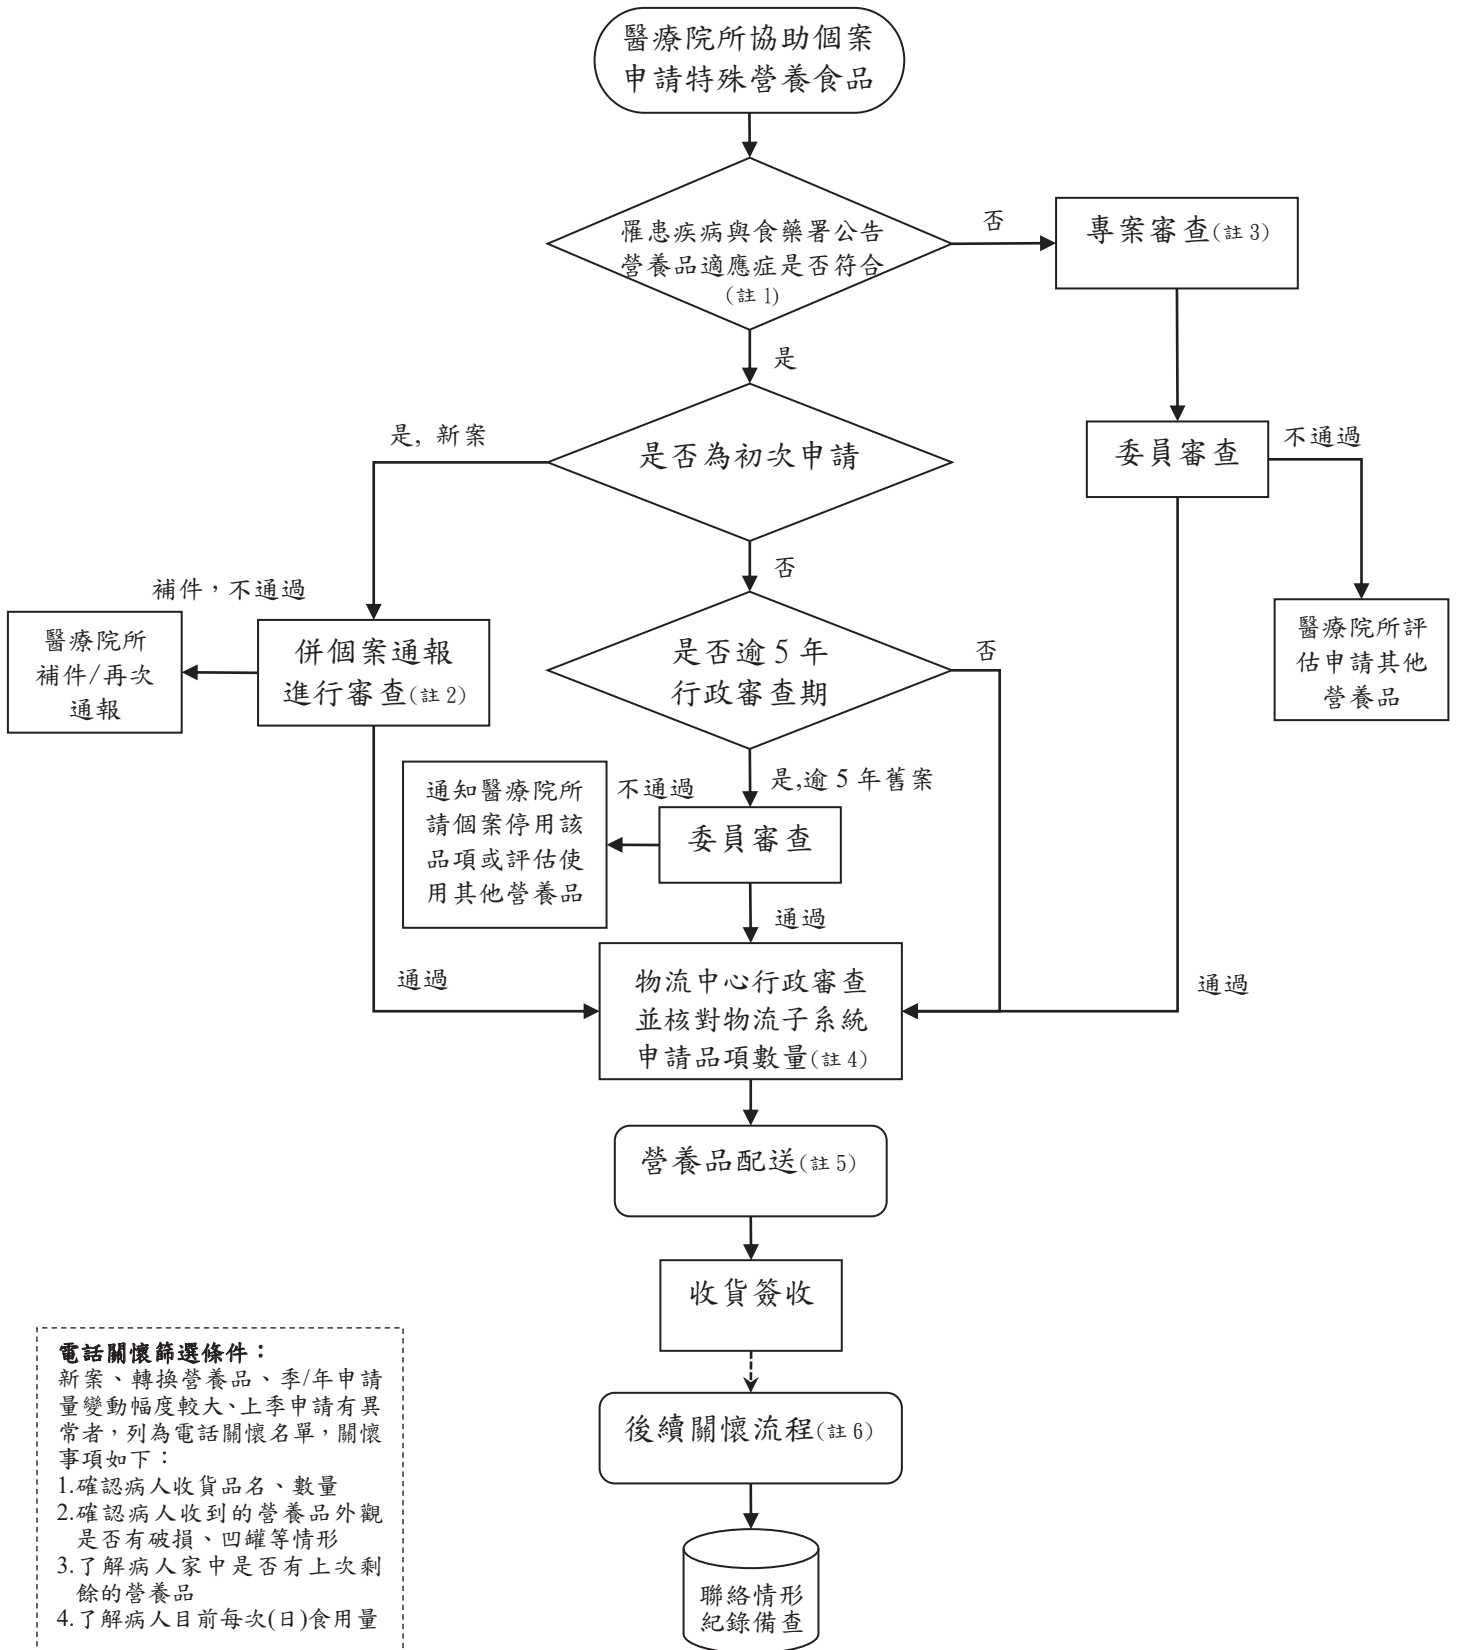 醫療院所協助個案
申請特殊營養食品
罹患疾病與食藥署公告
營養品適應症是否符合
(註 1)
否
專案審查(註 3)
是
是, 新案
是否為初次申請
委員審查
不通過
否
補件，不通過
醫療院所
補件/再次
通報
併個案通報
進行審查(註 2)
是否逾 5 年
行政審查期
否
醫療院所評
估申請其他
營養品
是,逾 5 年舊案
通知醫療院所
請個案停用該
品項或評估使
用其他營養品
不通過
委員審查
通過
通過
物流中心行政審查
並核對物流子系統
申請品項數量(註 4)
通過
營養品配送(註 5)
收貨簽收
後續關懷流程(註 6)
聯絡情形
紀錄備查
電話關懷篩選條件：
新案、轉換營養品、季/年申請
量變動幅度較大、上季申請有異
常者，列為電話關懷名單，關懷
事項如下：
1.確認病人收貨品名、數量
2.確認病人收到的營養品外觀
是否有破損、凹罐等情形
3.了解病人家中是否有上次剩
餘的營養品
4.了解病人目前每次(日)食用量